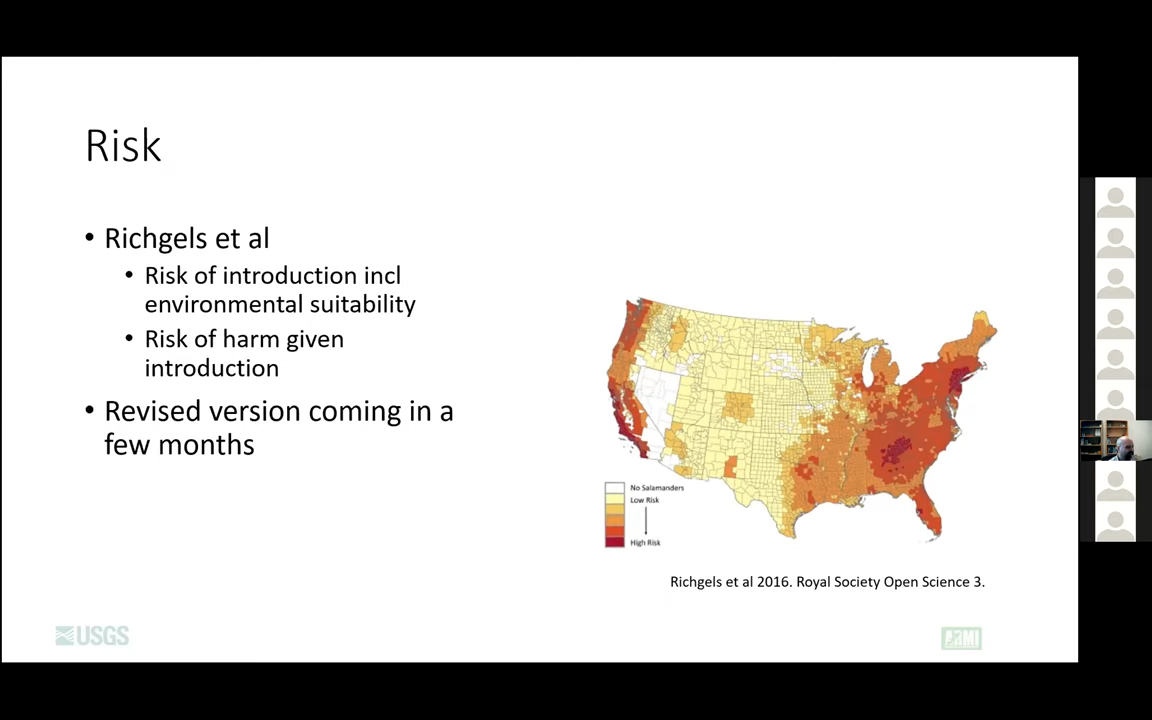 Risk
• Richgels et al
• Risk of introduction incl
environmental suitability
• Risk of harm given
introduction
• Revised version coming in a
few months
No Salamanders
Low Risk
High Risk
Richgels et al 2016. Royal Society Open Science 3.
USGS
ARMI